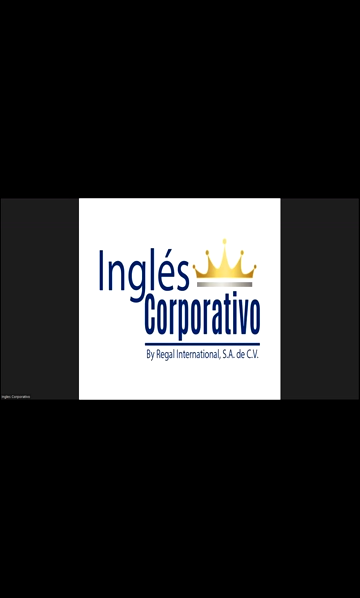 Inglés
Corporativo
By Regal International, S.A. de C.V.
Inglés Corporativo